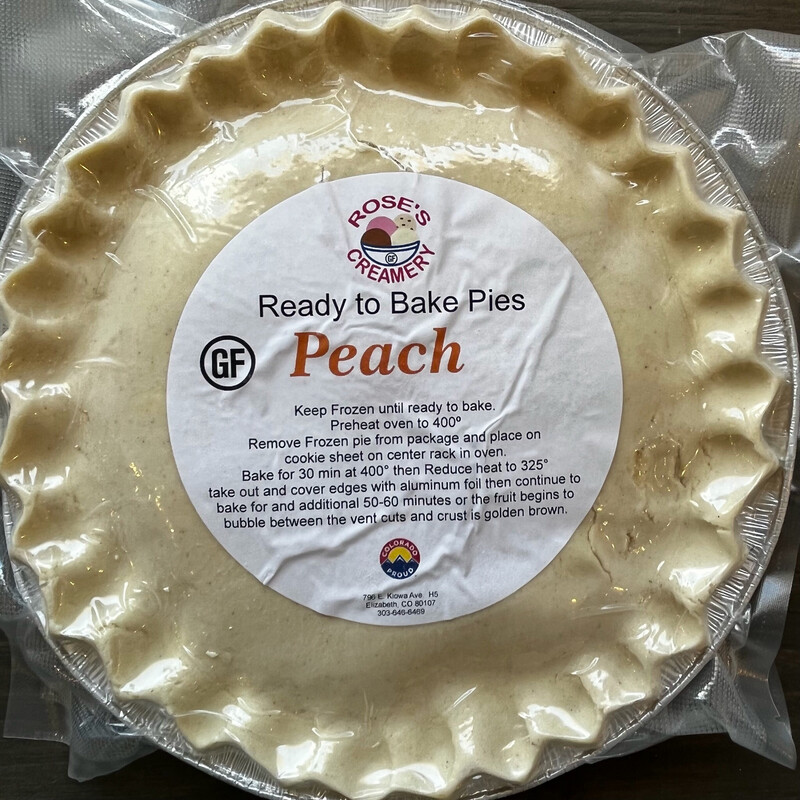 ROSE'S
GF
CREAMERY
Ready to Bake Pies
GF Peach
Keep Frozen until ready to bake.
Preheat oven to 400º
Remove Frozen pie from package and place on
cookie sheet on center rack in oven.
Bake for 30 min at 400° then Reduce heat to 325°
take out and cover edges with aluminum foil then continue to
bake for and additional 50-60 minutes or the fruit begins to
bubble between the vent cuts and crust is golden brown.
COLORADO
PROUD
796 E. Kiowa Ave H5
Elizabeth, CO 80107
303-646-6469